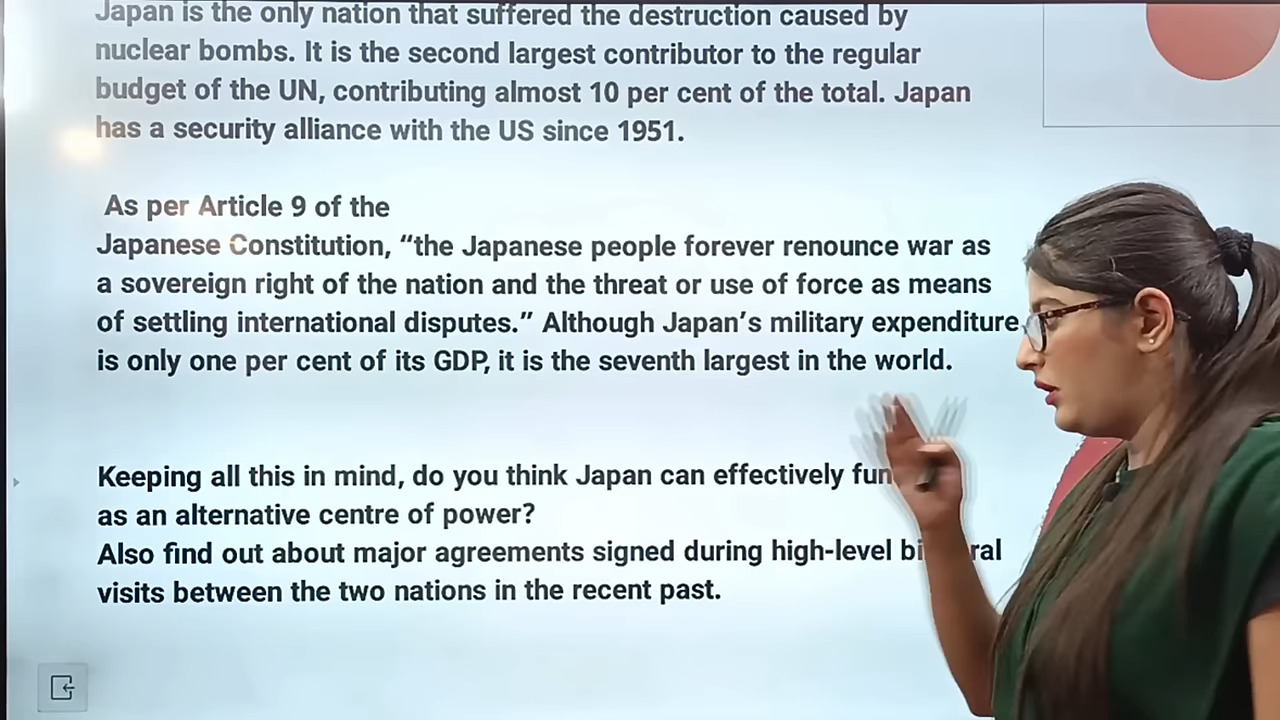 Japan is the only nation that suffered the destruction caused by
nuclear bombs. It is the second largest contributor to the regular
budget of the UN, contributing almost 10 per cent of the total. Japan
has a security alliance with the US since 1951.
As per Article 9 of the
Japanese Constitution, “the Japanese people forever renounce war as
a sovereign right of the nation and the threat or use of force as means
of settling international disputes.” Although Japan’s military expenditure
is only one per cent of its GDP, it is the seventh largest in the world.
Keeping all this in mind, do you think Japan can effectively
as an alternative centre of power?
Also find out about major agreements signed during high-level
visits between the two nations in the recent past.